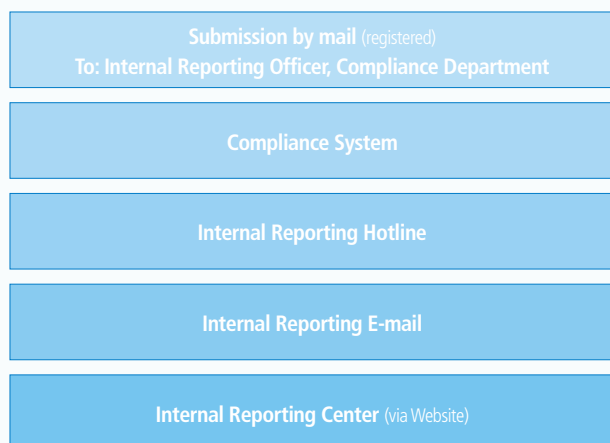 Submission by mail (registered)
To: Internal Reporting Officer, Compliance Department
Compliance System
Internal Reporting Hotline
Internal Reporting E-mail
Internal Reporting Center (via Website)